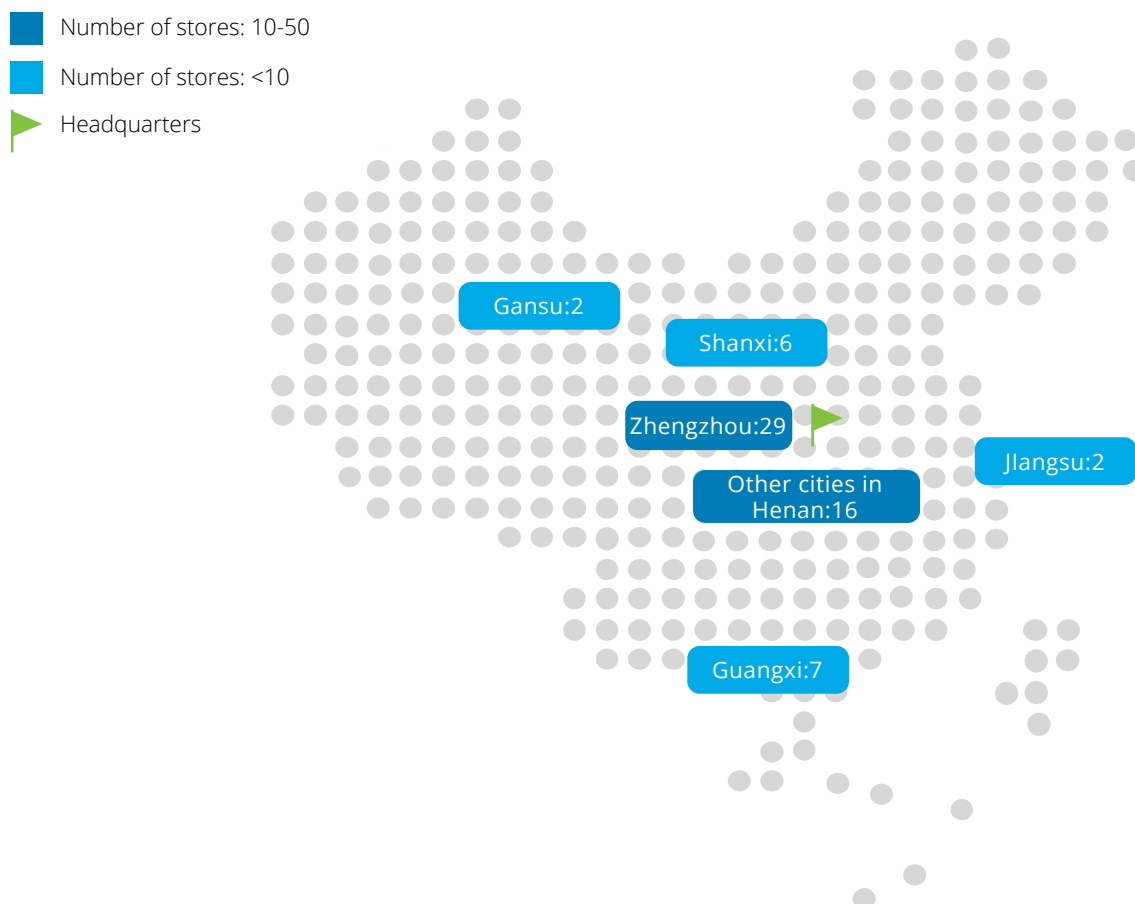 Number of stores: 10-50
Number of stores: <10
Headquarters
Gansu:2
Shanxi:6
Zhengzhou:29
JIangsu:2
Other cities in
Henan:16
Guangxi:7